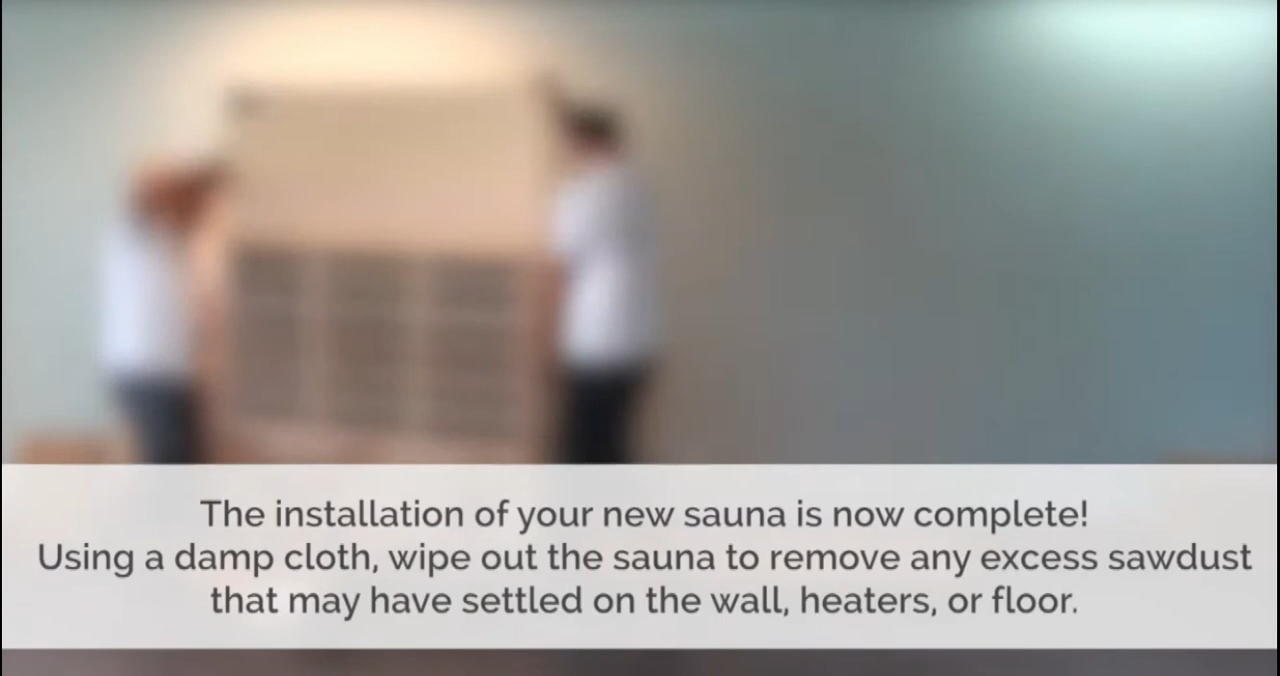 The installation of your new sauna is now complete!
Using a damp cloth, wipe out the sauna to remove any excess sawdust
that may have settled on the wall, heaters, or floor.